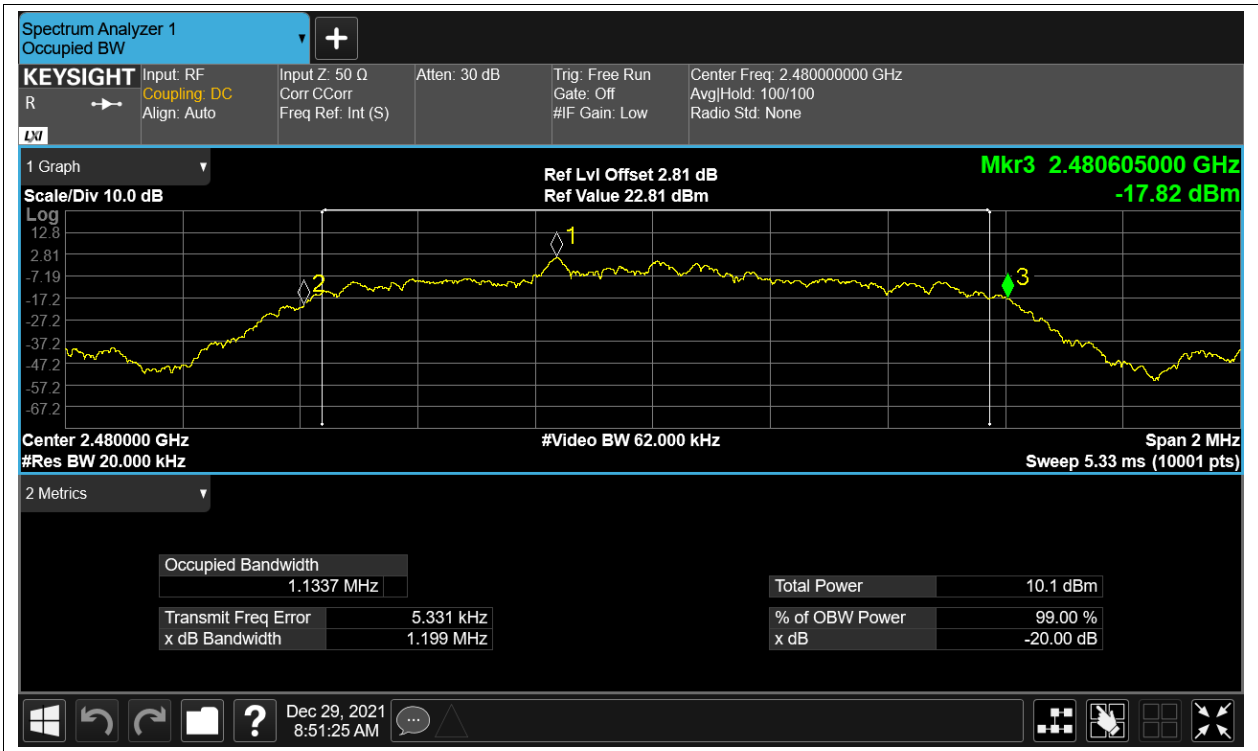 Spectrum Analyzer 1
Occupied BW
KEYSIGHT
R
LXI
Input: RF
Coupling: DC
Align: Auto
Input Z: 50 Ω
Corr CCorr
Freq Ref: Int (S)
Atten: 30 dB
Trig: Free Run
Gate: Off
#IF Gain: Low
Center Freq: 2.480000000 GHz
Avg|Hold: 100/100
Radio Std: None
1 Graph
Scale/Div 10.0 dB
Ref Lvl Offset 2.81 dB
Ref Value 22.81 dBm
Mkr3 2.480605000 GHz
-17.82 dBm
Log
12.8
2.81
-7.19
-17.2
-27.2
-37.2
-47.2
-57.2
-67.2
1
2
3
Center 2.480000 GHz
#Video BW 62.000 kHz
Span 2 MHz
#Res BW 20.000 kHz
Sweep 5.33 ms (10001 pts)
2 Metrics
Occupied Bandwidth
1.1337 MHz
Transmit Freq Error 5.331 kHz
x dB Bandwidth 1.199 MHz
Total Power 10.1 dBm
% of OBW Power 99.00 %
x dB -20.00 dB
?
Dec 29, 2021
8:51:25 AM